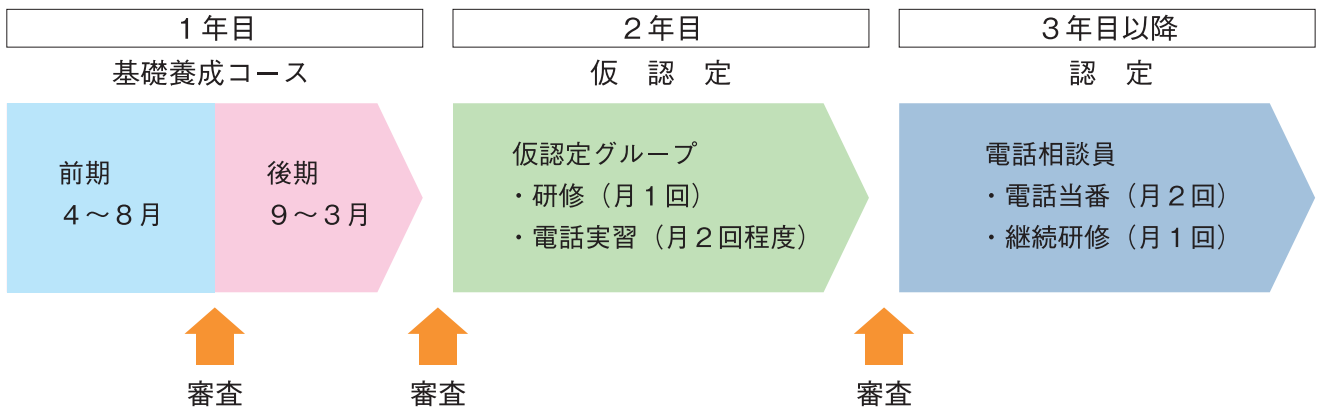 １年目
２年目
３年目以降
基礎養成コース
仮　認　定
認　定
前期
４～８月
後期
９～３月
仮認定グループ
・研修（月１回）
・電話実習（月２回程度）
電話相談員
・電話当番（月２回）
・継続研修（月１回）
審査
審査
審査